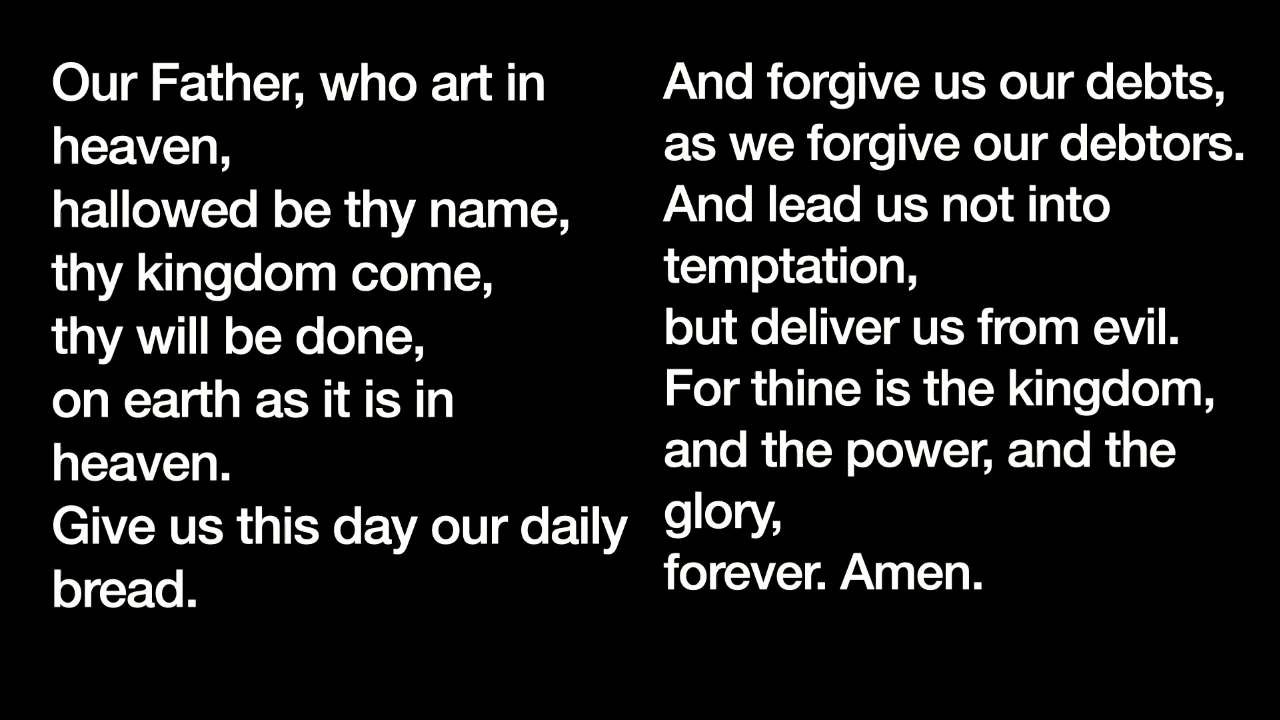 Our Father, who art in
heaven,
hallowed be thy name,
thy kingdom come,
thy will be done,
on earth as it is in
heaven.
Give us this day our daily
bread.
And forgive us our debts,
as we forgive our debtors.
And lead us not into
temptation,
but deliver us from evil.
For thine is the kingdom,
and the power, and the
glory,
forever. Amen.